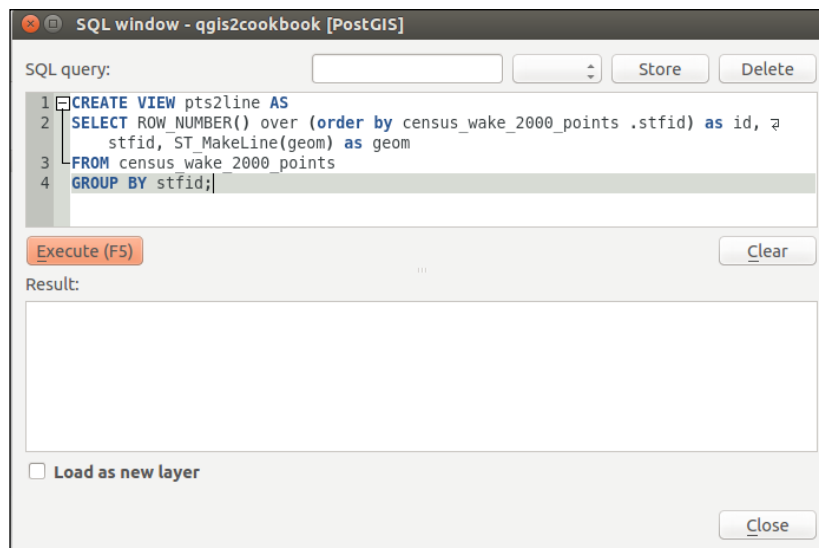 SQL window - qgis2cookbook [PostGIS]
SQL query:
Store
Delete
1 CREATE VIEW pts2line AS
2 SELECT ROW_NUMBER() over (order by census_wake_2000_points .stfid) as id,
stfid, ST_MakeLine(geom) as geom
3 FROM census_wake_2000_points
4 GROUP BY stfid;
Execute (F5)
Clear
Result:
Load as new layer
Close